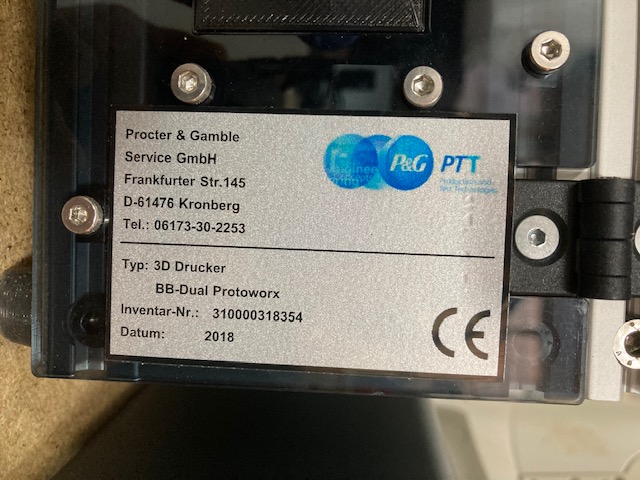 Procter & Gamble
Service GmbH
Frankfurter Str.145
D-61476 Kronberg
Tel.: 06173-30-2253
P&G PTT
Typ: 3D Drucker
BB-Dual Protoworx
Inventar-Nr.: 310000318354
Datum: 2018
CE